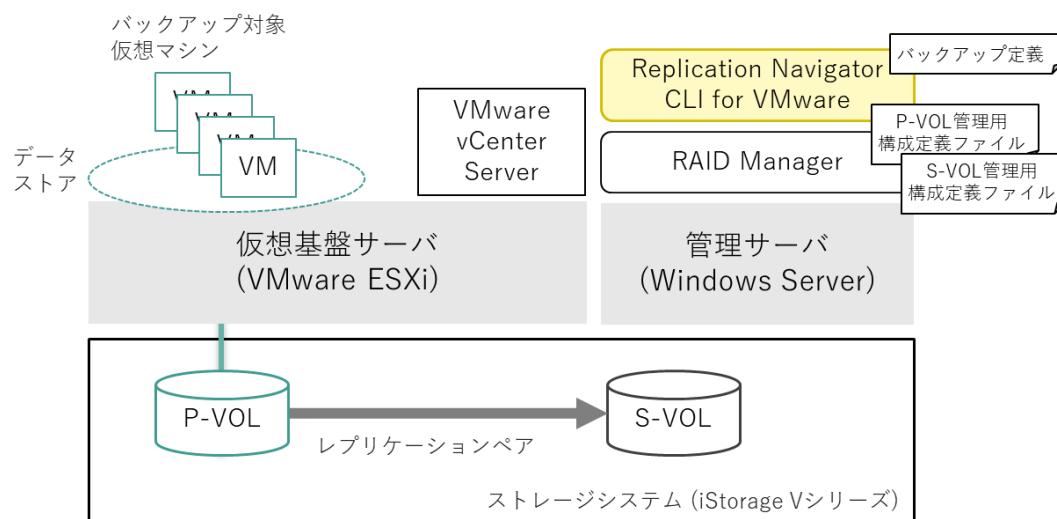 バックアップ対象
仮想マシン
VM
VM
VM
VM
データ
ストア
VMware
vCenter
Server
Replication Navigator
CLI for VMware
バックアップ定義
RAID Manager
P-VOL管理用
構成定義ファイル
S-VOL管理用
構成定義ファイル
仮想基盤サーバ
(VMware ESXi)
管理サーバ
(Windows Server)
P-VOL
レプリケーションペア
S-VOL
ストレージシステム (iStorage Vシリーズ)